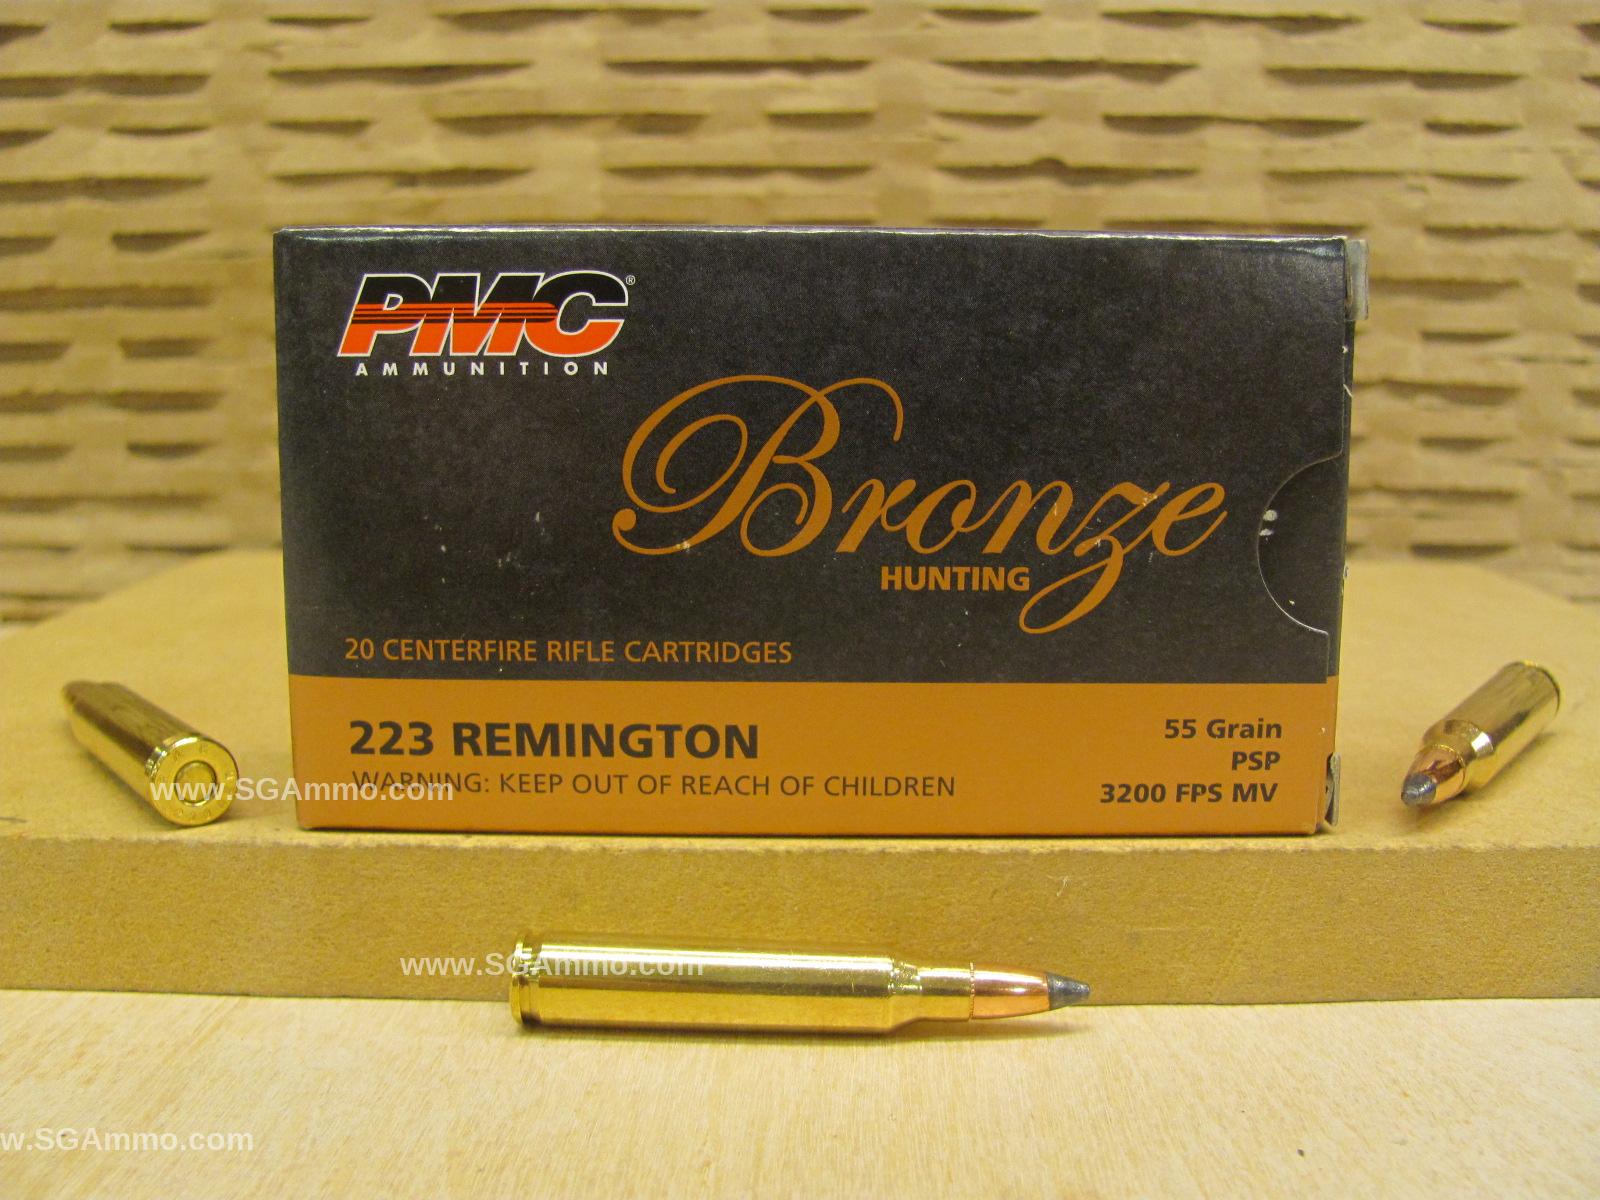 PMC®
AMMUNITION
Bronze
HUNTING
20 CENTERFIRE RIFLE CARTRIDGES
223 REMINGTON
WARNING: KEEP OUT OF REACH OF CHILDREN
55 Grain
PSP
3200 FPS MV
www.SGAmmo.com
www.SGAmmo.com
w.SGAmmo.com